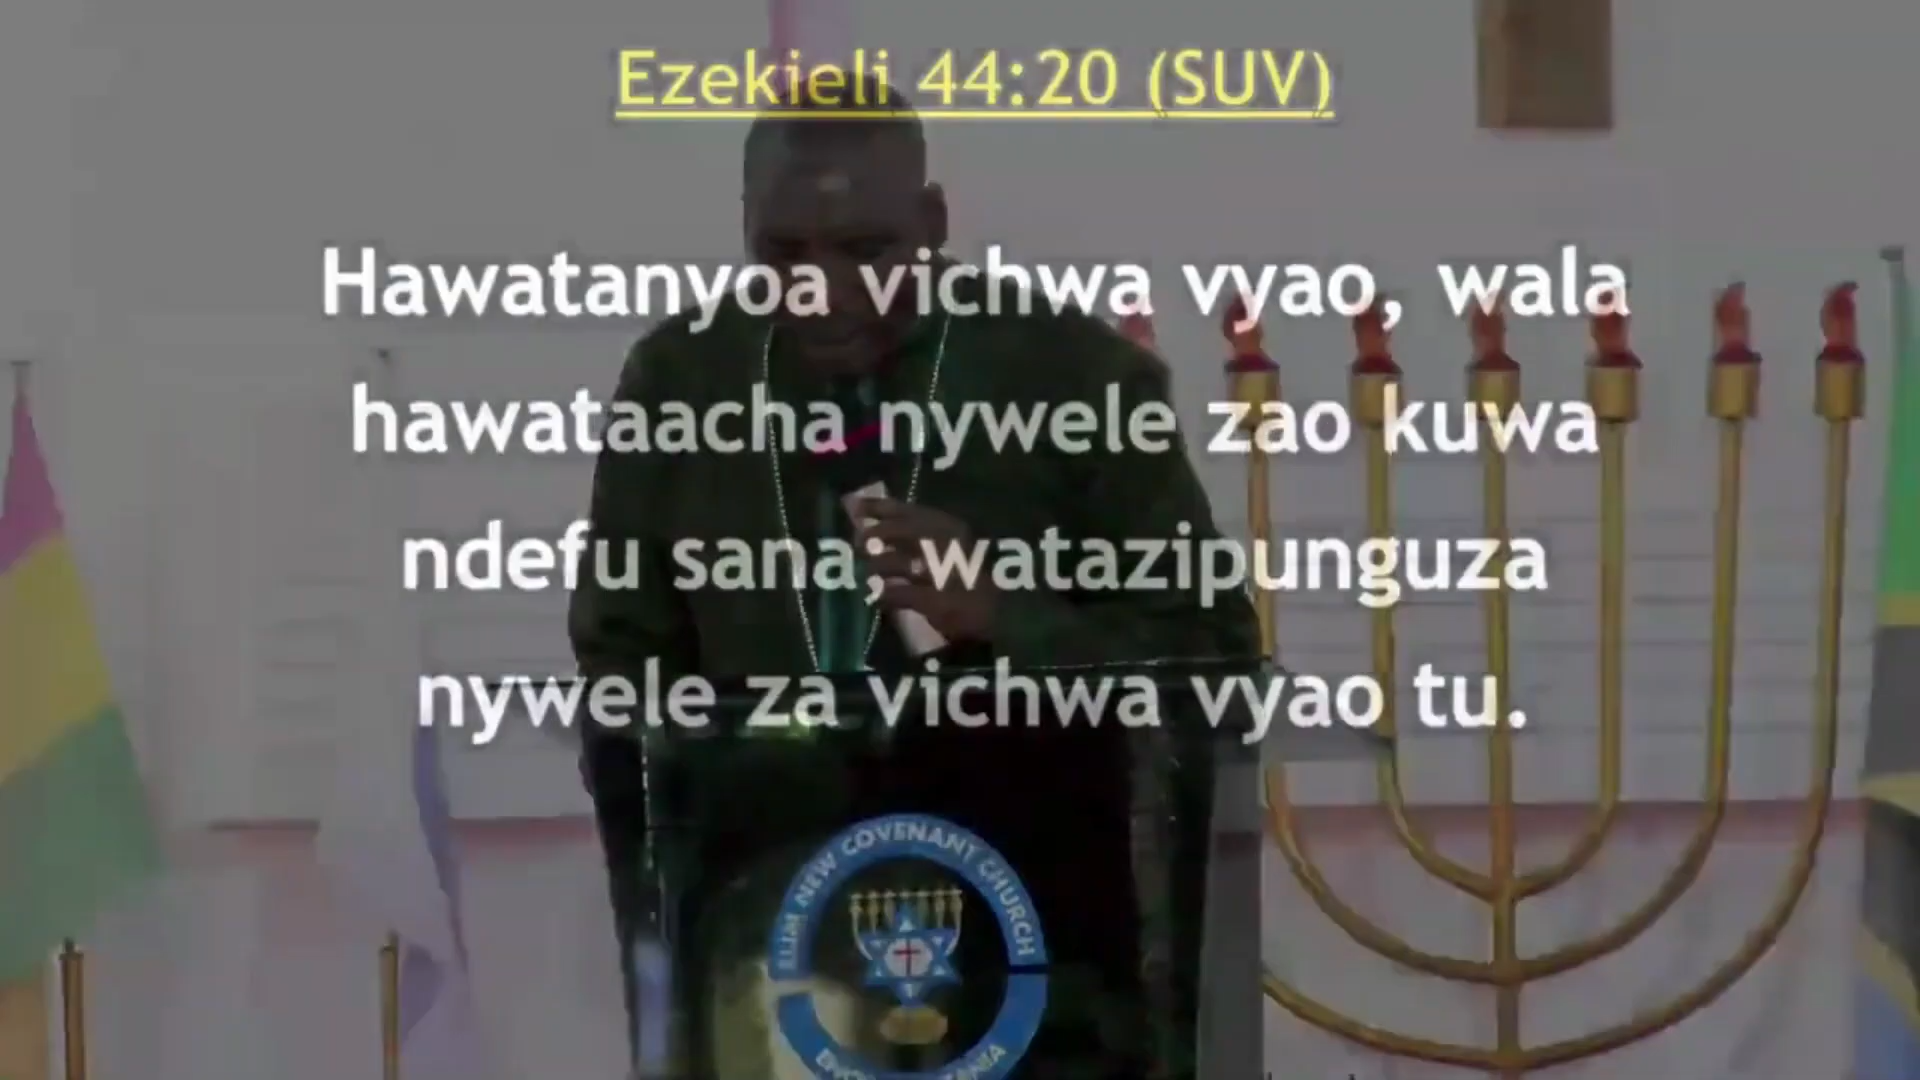 Ezekieli 44:20 (SUV)
Hawatanyoa vichwa vyao, wala
hawataacha nywele zao kuwa
ndefu sana; watazipunguza
nywele za vichwa vyao tu.
ELIM NEW COVENANT CHURCH